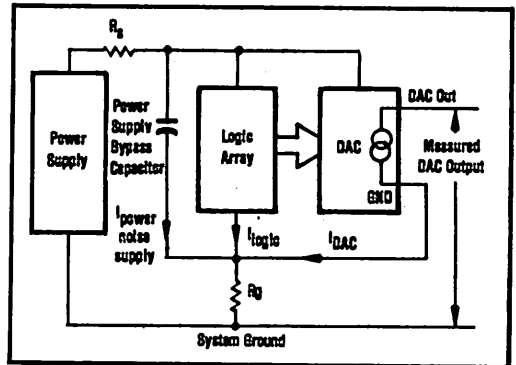 Rs
Power
Supply
Power
Supply
Bypass
Capacitor
Logic
Array
DAC
GND
DAC Out
Measured
DAC Output
Ipower
noise
supply
Ilogic
IDAC
Rg
System Ground